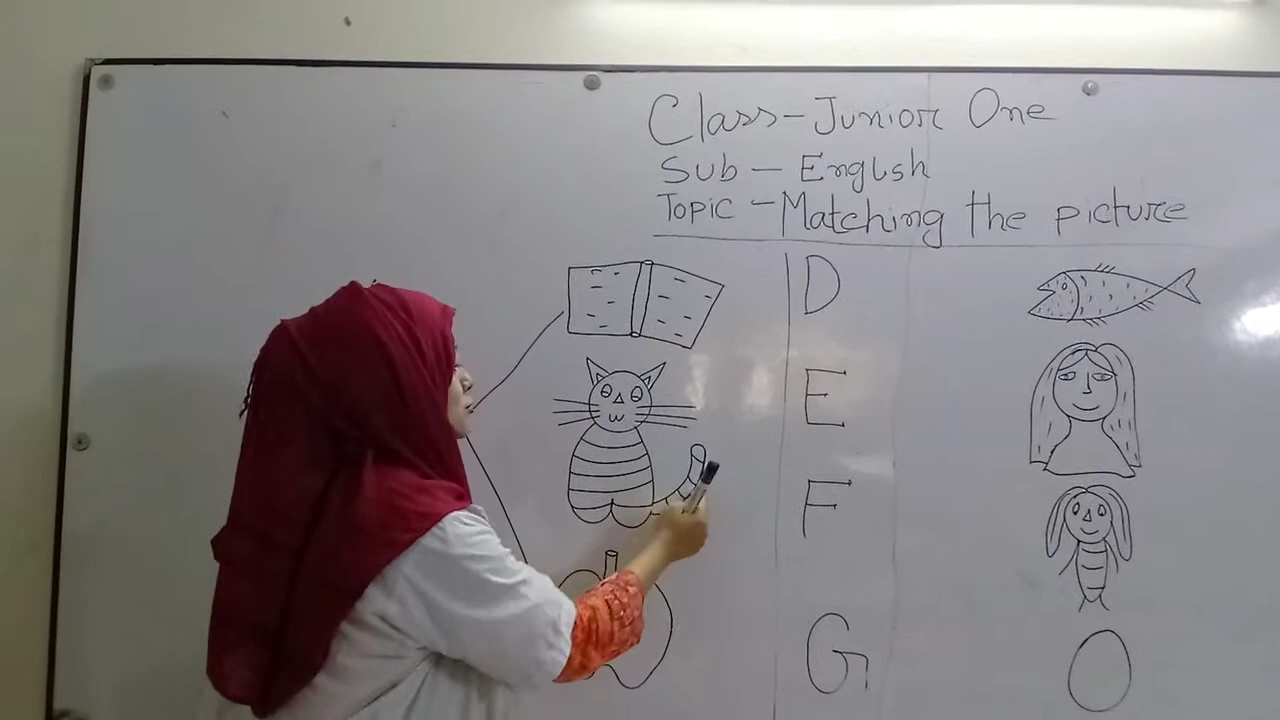 Class-Junior One
Sub - English
Topic - Matching the picture
D
E
F
G